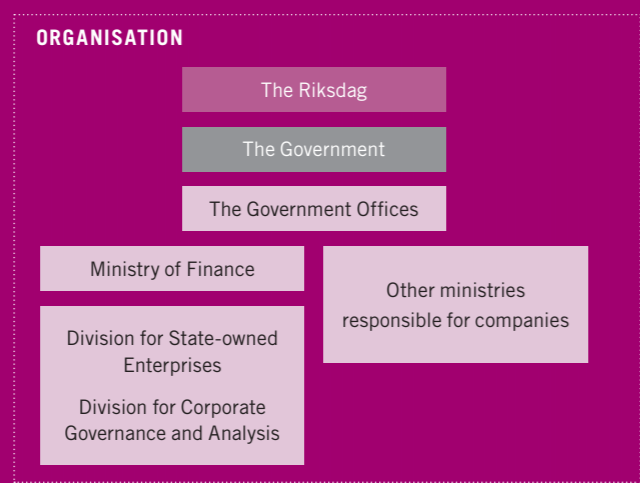 ORGANISATION
The Riksdag
The Government
The Government Offices
Ministry of Finance
Other ministries
responsible for companies
Division for State-owned
Enterprises
Division for Corporate
Governance and Analysis